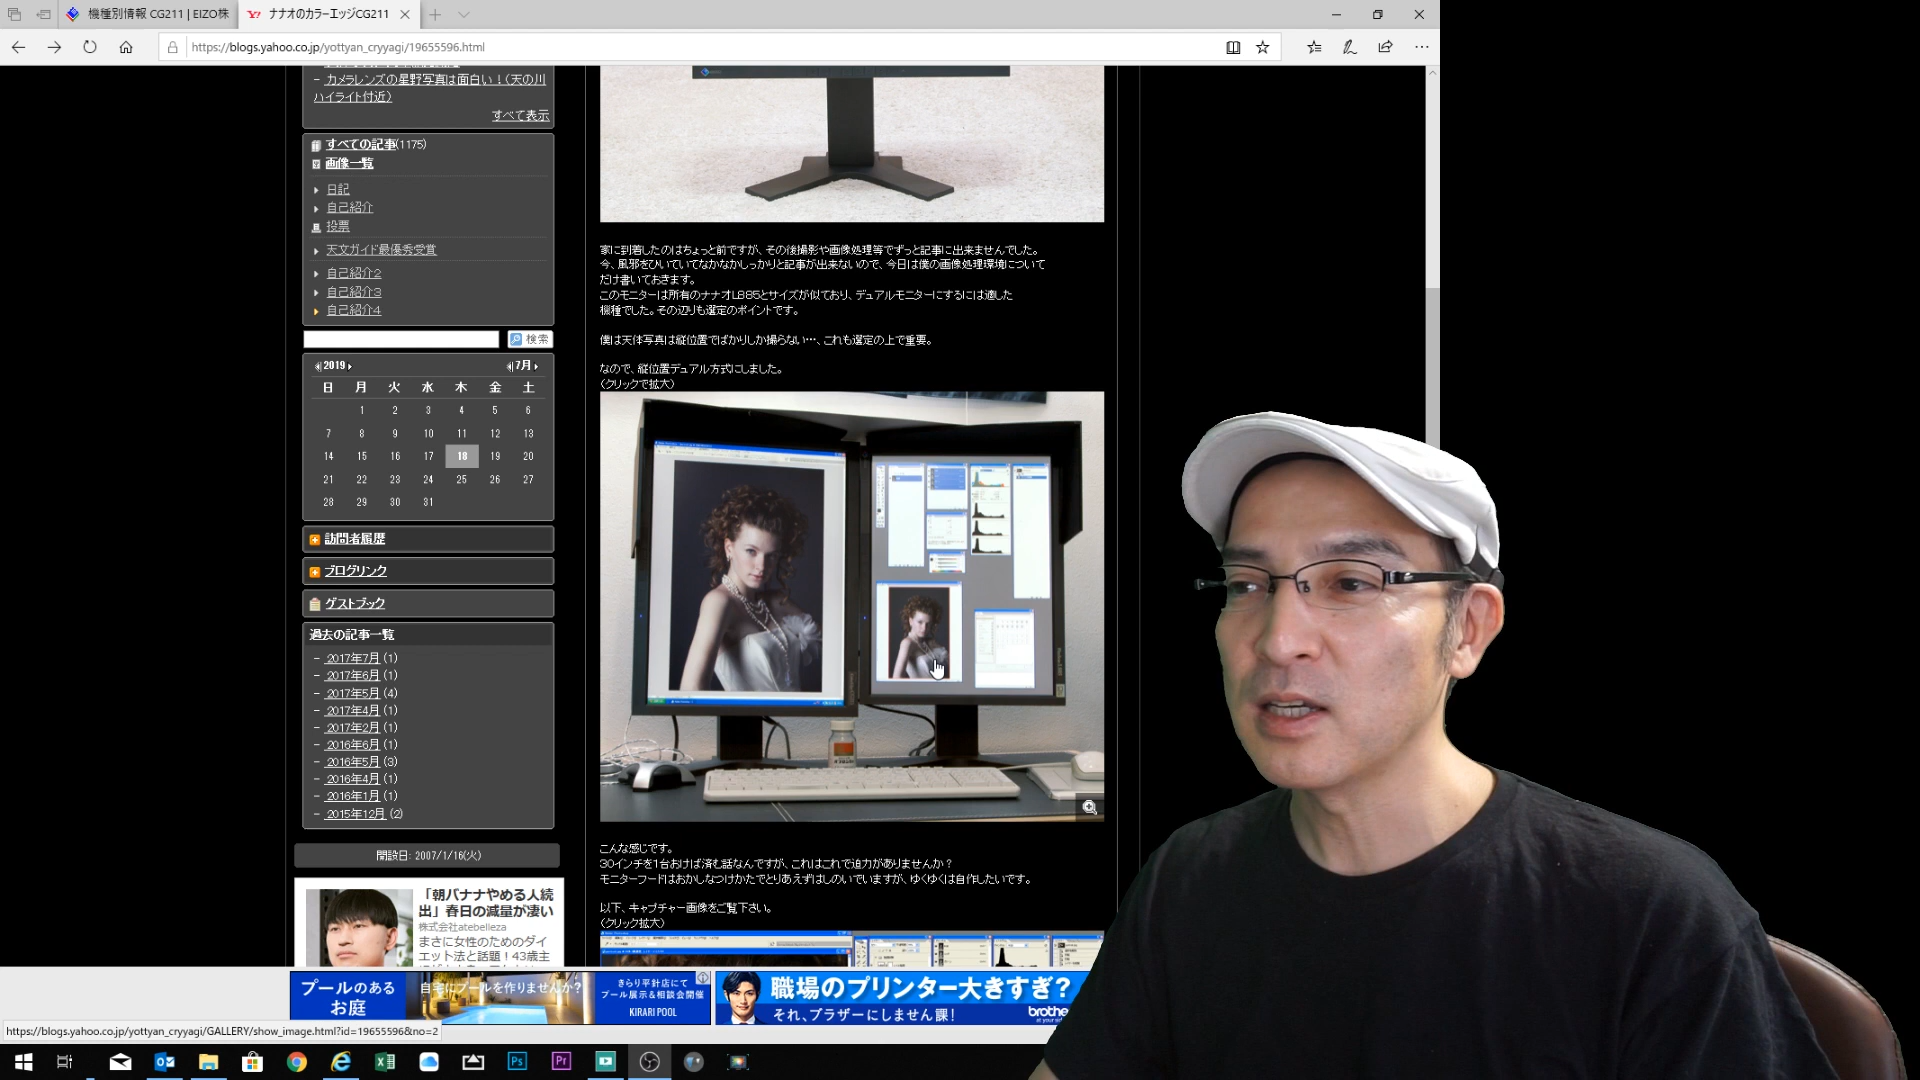 機種別情報 CG211 | EIZO株
Y! ナナオのカラーエッジCG211
https://blogs.yahoo.co.jp/yottyan_cryyagi/19655596.html
- カメラレンズの星野写真は面白い！（天の川
ハイライト付近）
すべて表示
すべての記事(1175)
画像一覧
日記
自己紹介
投票
天文ガイド最優秀受賞
自己紹介2
自己紹介3
自己紹介4
検索
2019 7月
日 月 火 水 木 金 土
1 2 3 4 5 6
7 8 9 10 11 12 13
14 15 16 17 18 19 20
21 22 23 24 25 26 27
28 29 30 31
訪問者履歴
ブログリンク
ゲストブック
過去の記事一覧
- 2017年7月 (1)
- 2017年6月 (1)
- 2017年5月 (4)
- 2017年4月 (1)
- 2017年2月 (1)
- 2016年6月 (1)
- 2016年5月 (3)
- 2016年4月 (1)
- 2016年1月 (1)
- 2015年12月 (2)
開設日: 2007/1/16(火)
「朝バナナやめる人続
出」春日の減量が凄い
株式会社atebelleza
まさに女性のためのダイ
エット法と話題！43歳主
家に到着したのはちょっと前ですが、その後撮影や画像処理等でずっと記事に出来ませんでした。
今、風邪をひいていてなかなかしっかりと記事が出来ないので、今日は僕の画像処理環境について
だけ書いておきます。
このモニターは所有のナナオL885とサイズが似ており、デュアルモニターにするには適した
機種でした。その辺りも選定のポイントです。
僕は天体写真は縦位置でばかりしか撮らない…、これも選定の上で重要。
なので、縦位置デュアル方式にしました。
（クリックで拡大）
こんな感じです。
30インチを1台おけば済む話なんですが、これはこれで迫力がありませんか？
モニターフードはおかしなつけかたでとりあえずはしのいでいますが、ゆくゆくは自作したいです。
以下、キャプチャー画像をご覧下さい。
（クリック拡大）
プールのある
お庭
自宅にプールを作りませんか？
きらり平針店にて
プール展示＆相談会開催
KIRARI POOL
職場のプリンター大きすぎ？
それ、ブラザーにしません課！
brother
at your side
https://blogs.yahoo.co.jp/yottyan_cryyagi/GALLERY/show_image.html?id=19655596&no=2
Ps
Pr